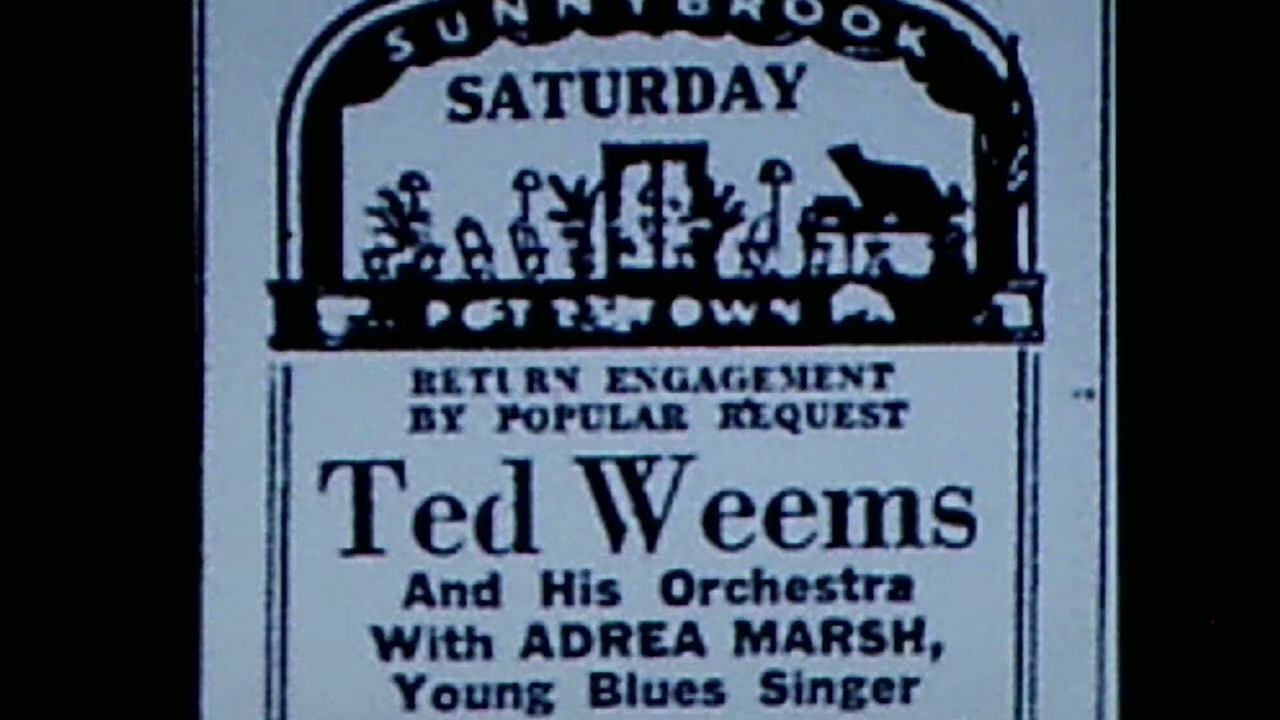 SUNNYBROOK
SATURDAY
POTTSTOWN PA
RETURN ENGAGEMENT
BY POPULAR REQUEST
Ted Weems
And His Orchestra
With ADREA MARSH,
Young Blues Singer